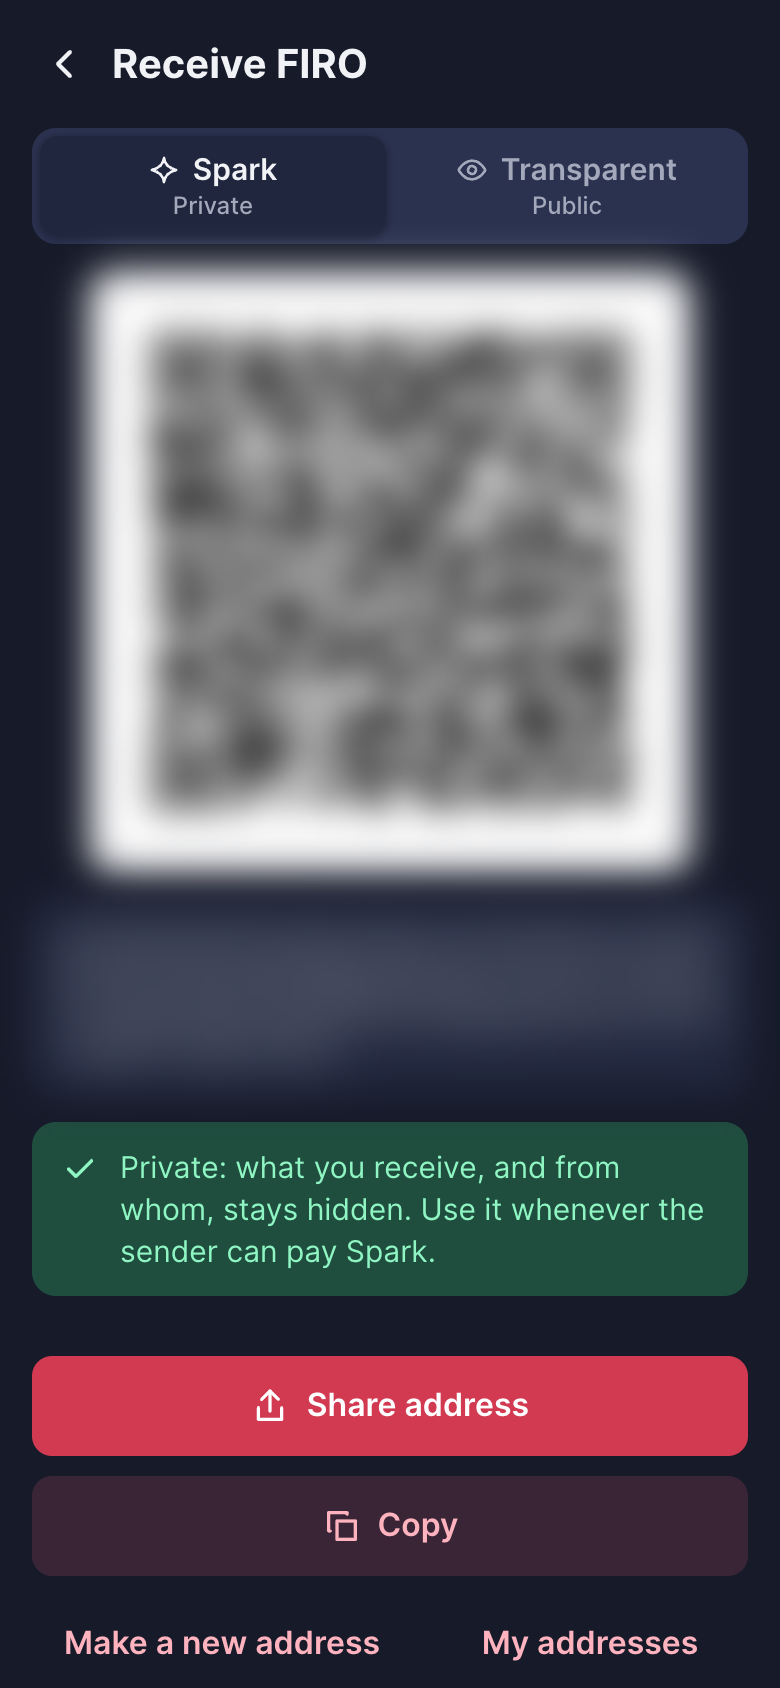 Receive FIRO
Spark
Private
Transparent
Public
Private: what you receive, and from
whom, stays hidden. Use it whenever the
sender can pay Spark.
Share address
Copy
Make a new address
My addresses